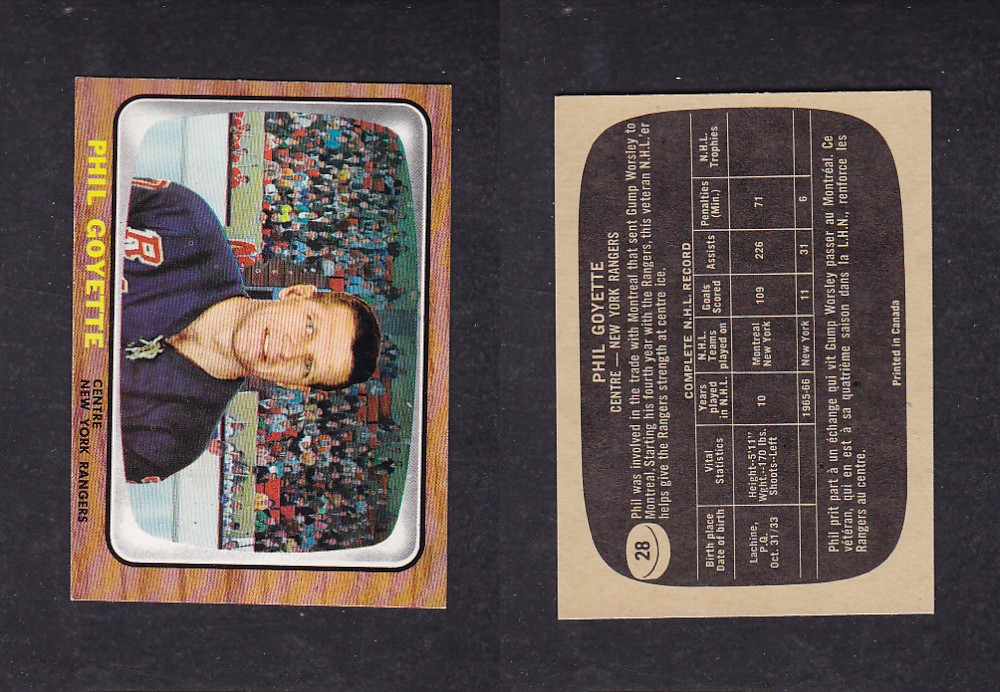 PHIL GOYETTE
CENTRE
NEW YORK RANGERS
R
28
PHIL GOYETTE
CENTRE — NEW YORK RANGERS
Phil was involved in the trade with Montreal that sent Gump Worsley to
Montreal. Starting his fourth year with the Rangers, this veteran N.H.L.'er
helps give the Rangers strength at centre ice.
COMPLETE N.H.L. RECORD
Birth place Date of birth | Vital Statistics | Years played in N.H.L. | N.H.L. Teams played on | Goals Scored | Assists | Penalties (Min.) | N.H.L. Trophies
Lachine, P.Q. Oct. 31/33 | Height--5'11" Wght.--170 lbs. Shoots--Left | 10 | Montreal New York | 109 | 226 | 71
1965-66 | New York | 11 | 31 | 6
Phil prit part à un échange qui vit Gump Worsley passer au Montréal. Ce
vétéran, qui en est à sa quatrième saison dans la L.H.N., renforce les
Rangers au centre.
Printed in Canada